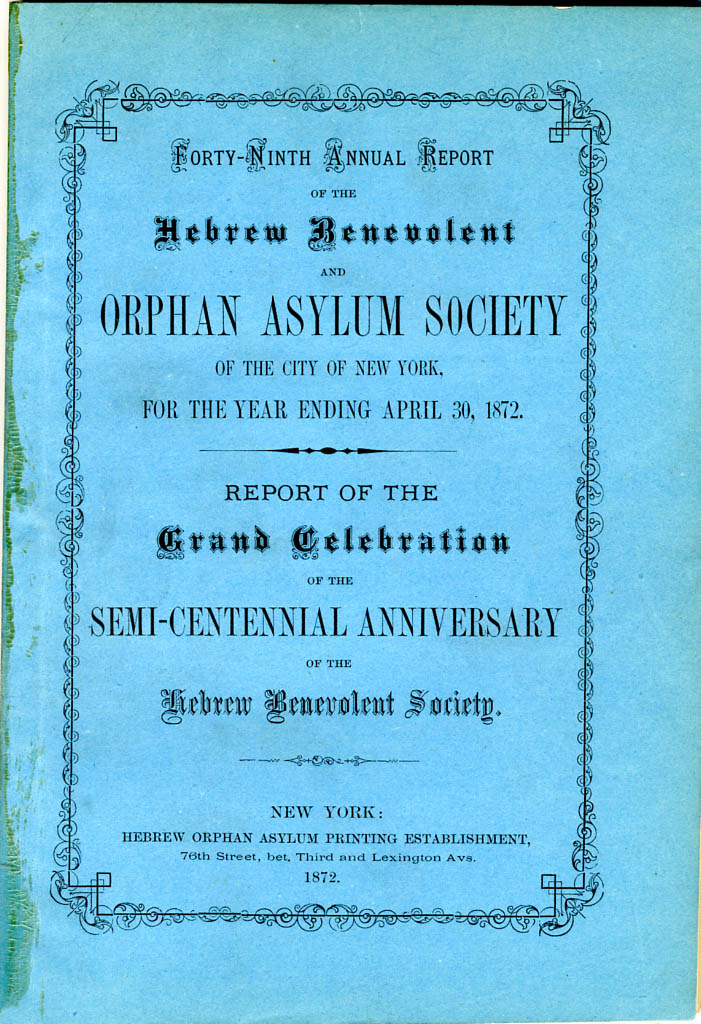 Forty-Ninth Annual Report
OF THE
Hebrew Benevolent
AND
ORPHAN ASYLUM SOCIETY
OF THE CITY OF NEW YORK,
FOR THE YEAR ENDING APRIL 30, 1872.
REPORT OF THE
Grand Celebration
OF THE
SEMI-CENTENNIAL ANNIVERSARY
OF THE
Hebrew Benevolent Society.
NEW YORK:
HEBREW ORPHAN ASYLUM PRINTING ESTABLISHMENT,
76th Street, bet, Third and Lexington Avs.
1872.